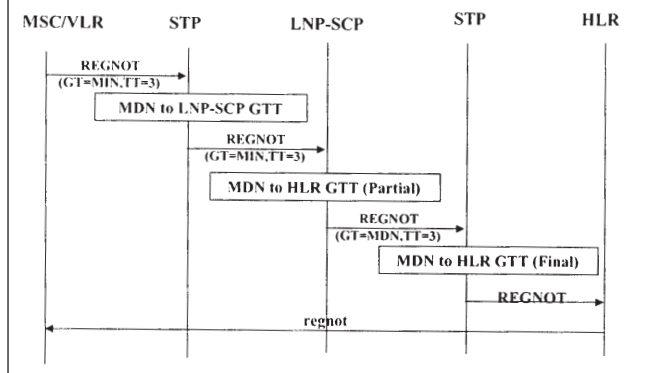 MSC/VLR STP LNP-SCP STP HLR
REGNOT
(GT=MIN,TT=3)
MDN to LNP-SCP GTT
REGNOT
(GT=MIN,TT=3)
MDN to HLR GTT (Partial)
REGNOT
(GT=MDN,TT=3)
MDN to HLR GTT (Final)
REGNOT
regnot